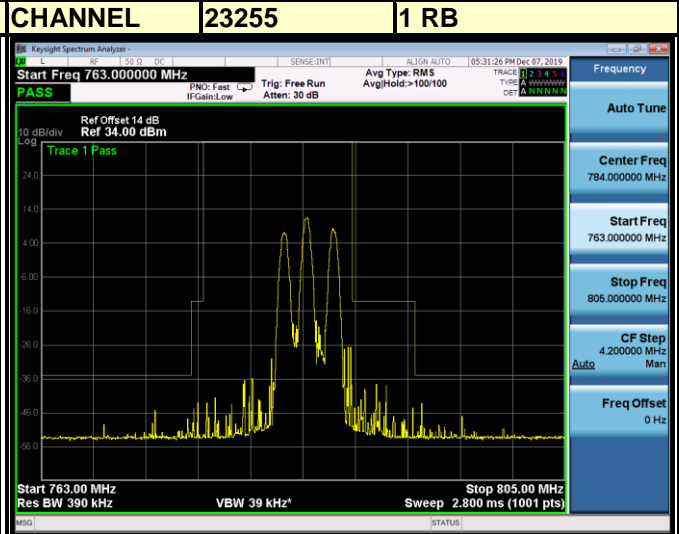 CHANNEL 23255 1 RB
Keysight Spectrum Analyzer -
L RF 50 Ω DC SENSE:INT ALIGN AUTO 05:31:26 PM Dec 07, 2019
Start Freq 763.000000 MHz Avg Type: RMS TRACE 1 2 3 4 5 6 Frequency
PNO: Fast Trig: Free Run Avg|Hold:>100/100 TYPE A WWWWW
PASS IFGain:Low Atten: 30 dB DET A N N N N N
Auto Tune
Ref Offset 14 dB
10 dB/div Ref 34.00 dBm
Log
Trace 1 Pass
Center Freq
784.000000 MHz
24.0
14.0
Start Freq
763.000000 MHz
4.00
-6.00
Stop Freq
805.000000 MHz
-16.0
-26.0
CF Step
4.200000 MHz
Auto Man
-36.0
Freq Offset
0 Hz
-46.0
-56.0
Start 763.00 MHz Stop 805.00 MHz
Res BW 390 kHz VBW 39 kHz* Sweep 2.800 ms (1001 pts)
MSG STATUS